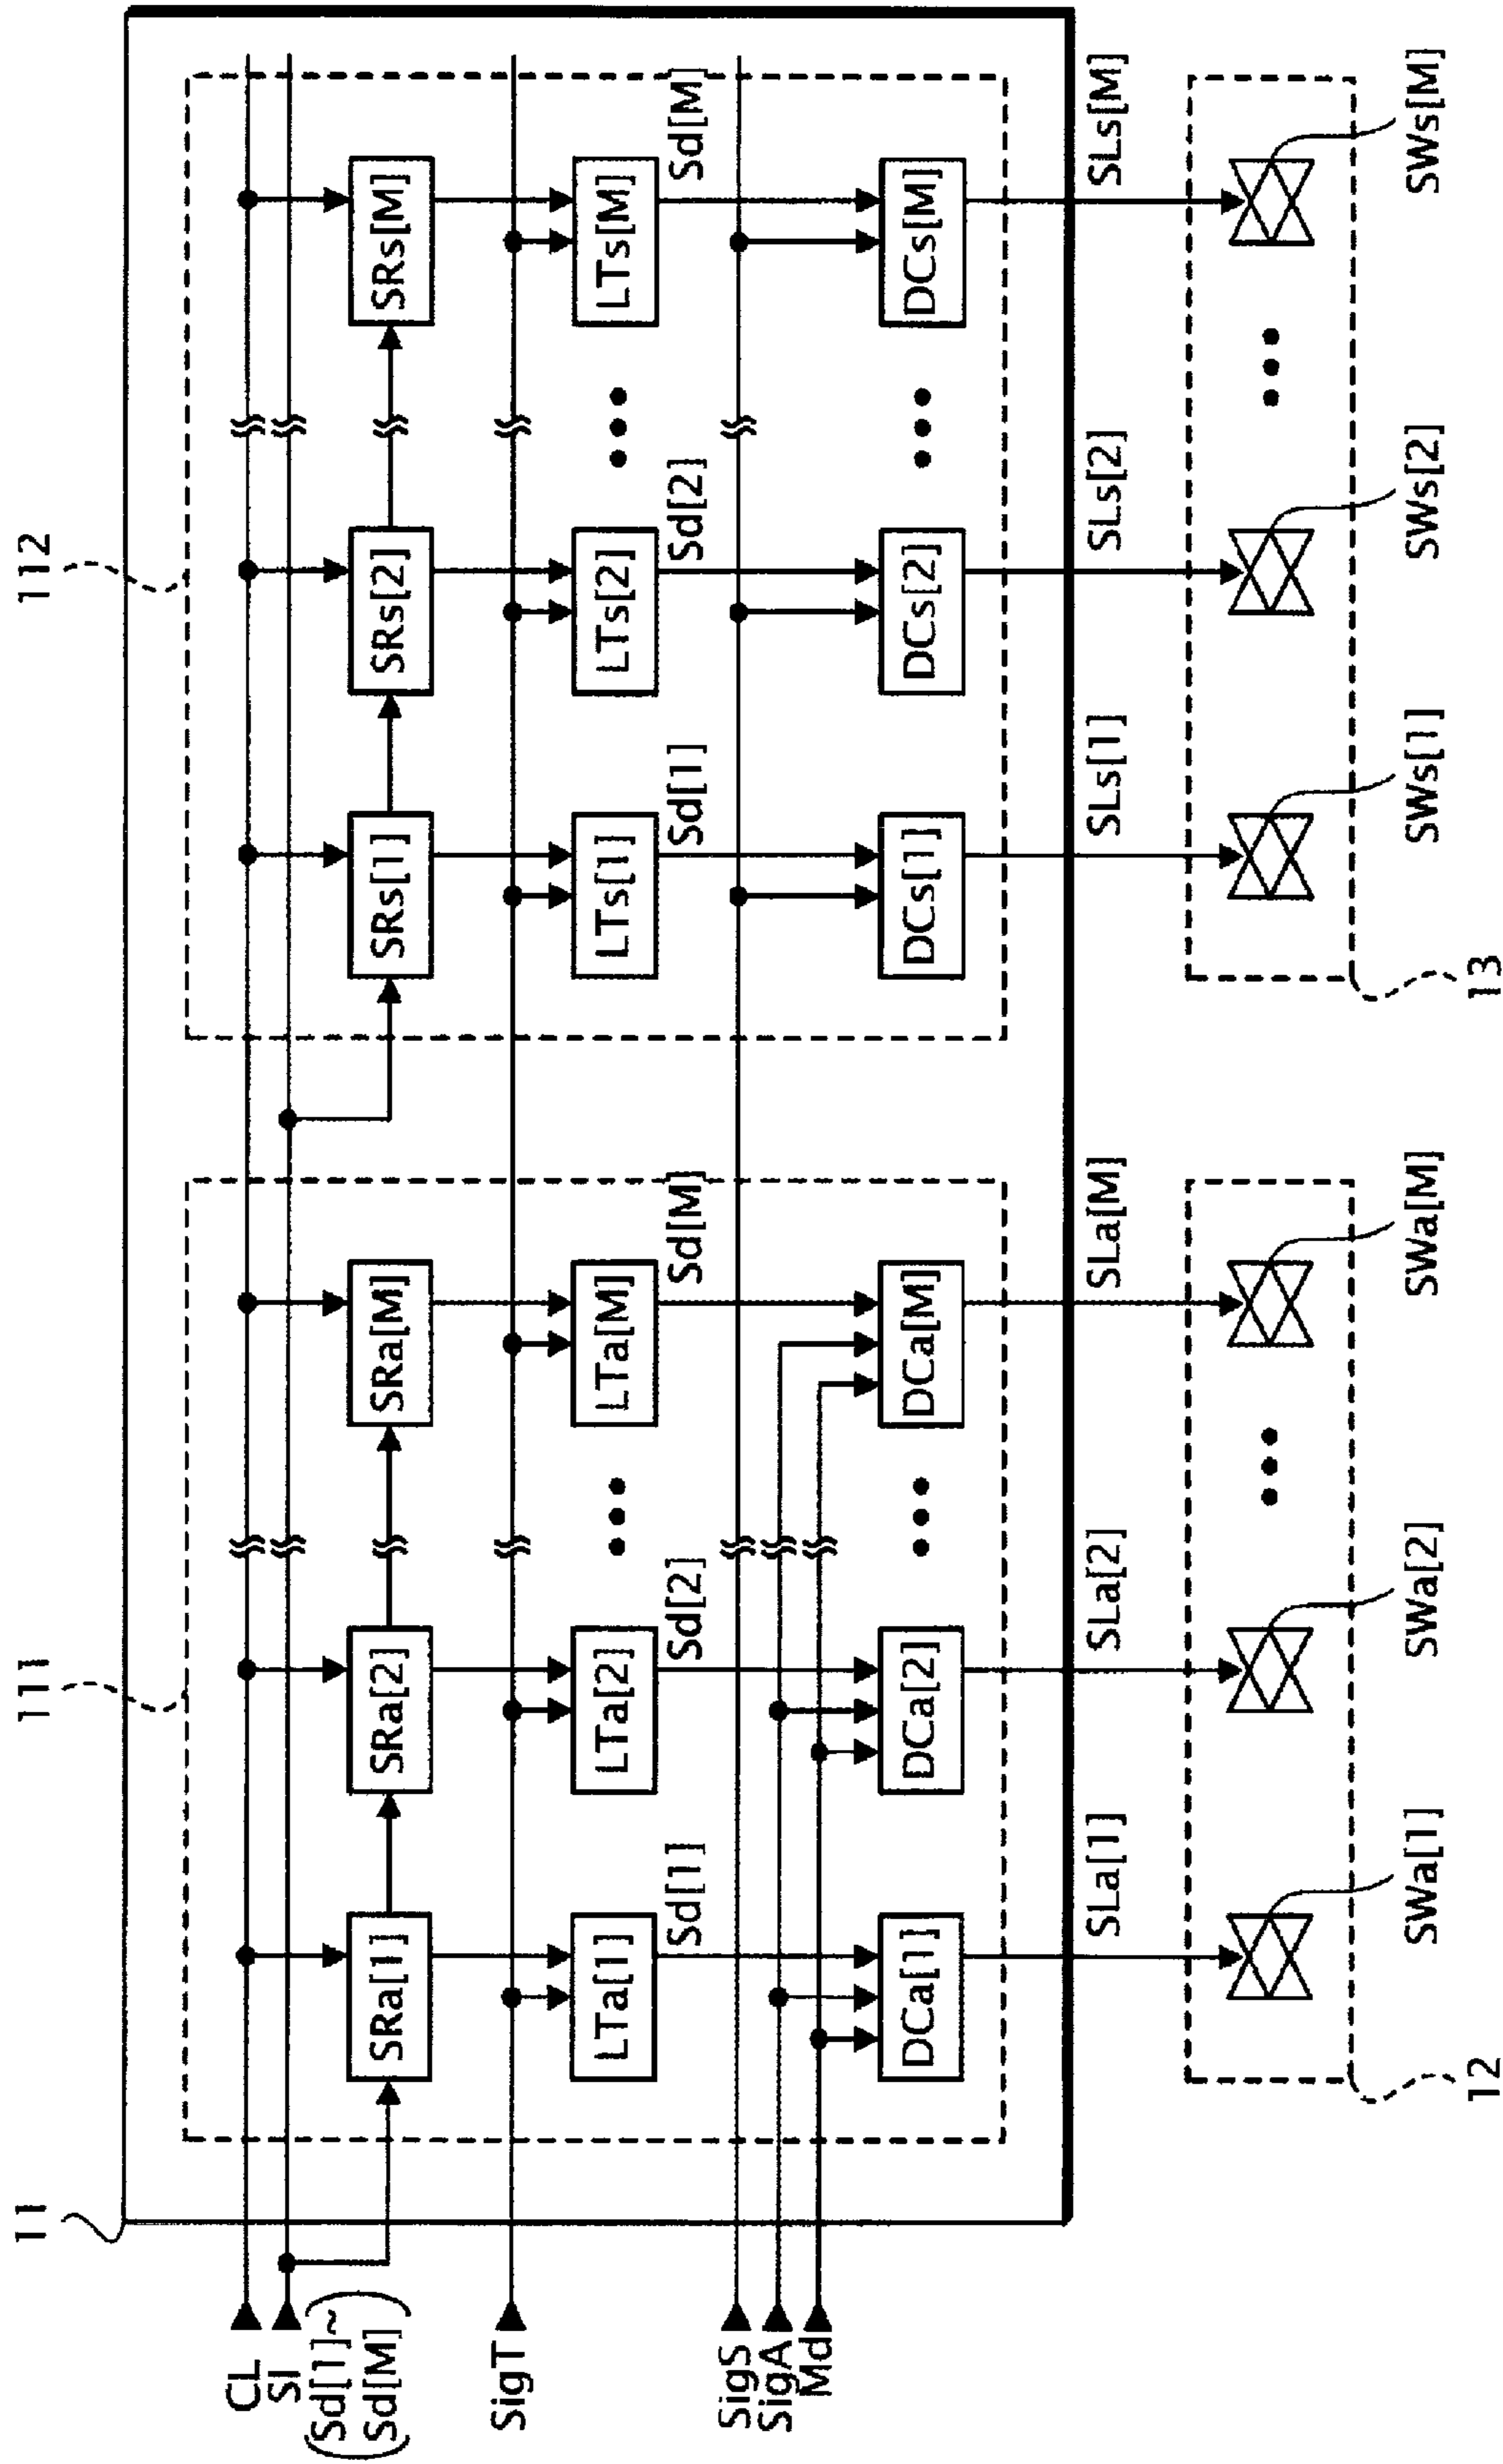 11
111
112
CL
SI
(Sd[1]~
Sd[M])
SigT
SigS
SigA
Md
SRa[1]
SRa[2]
SRa[M]
SRs[1]
SRs[2]
SRs[M]
LTa[1]
LTa[2]
LTa[M]
LTs[1]
LTs[2]
LTs[M]
Sd[1]
Sd[2]
Sd[M]
Sd[1]
Sd[2]
Sd[M]
DCa[1]
DCa[2]
DCa[M]
DCs[1]
DCs[2]
DCs[M]
SLa[1]
SLa[2]
SLa[M]
SLs[1]
SLs[2]
SLs[M]
SWa[1]
SWa[2]
SWa[M]
SWs[1]
SWs[2]
SWs[M]
12
13